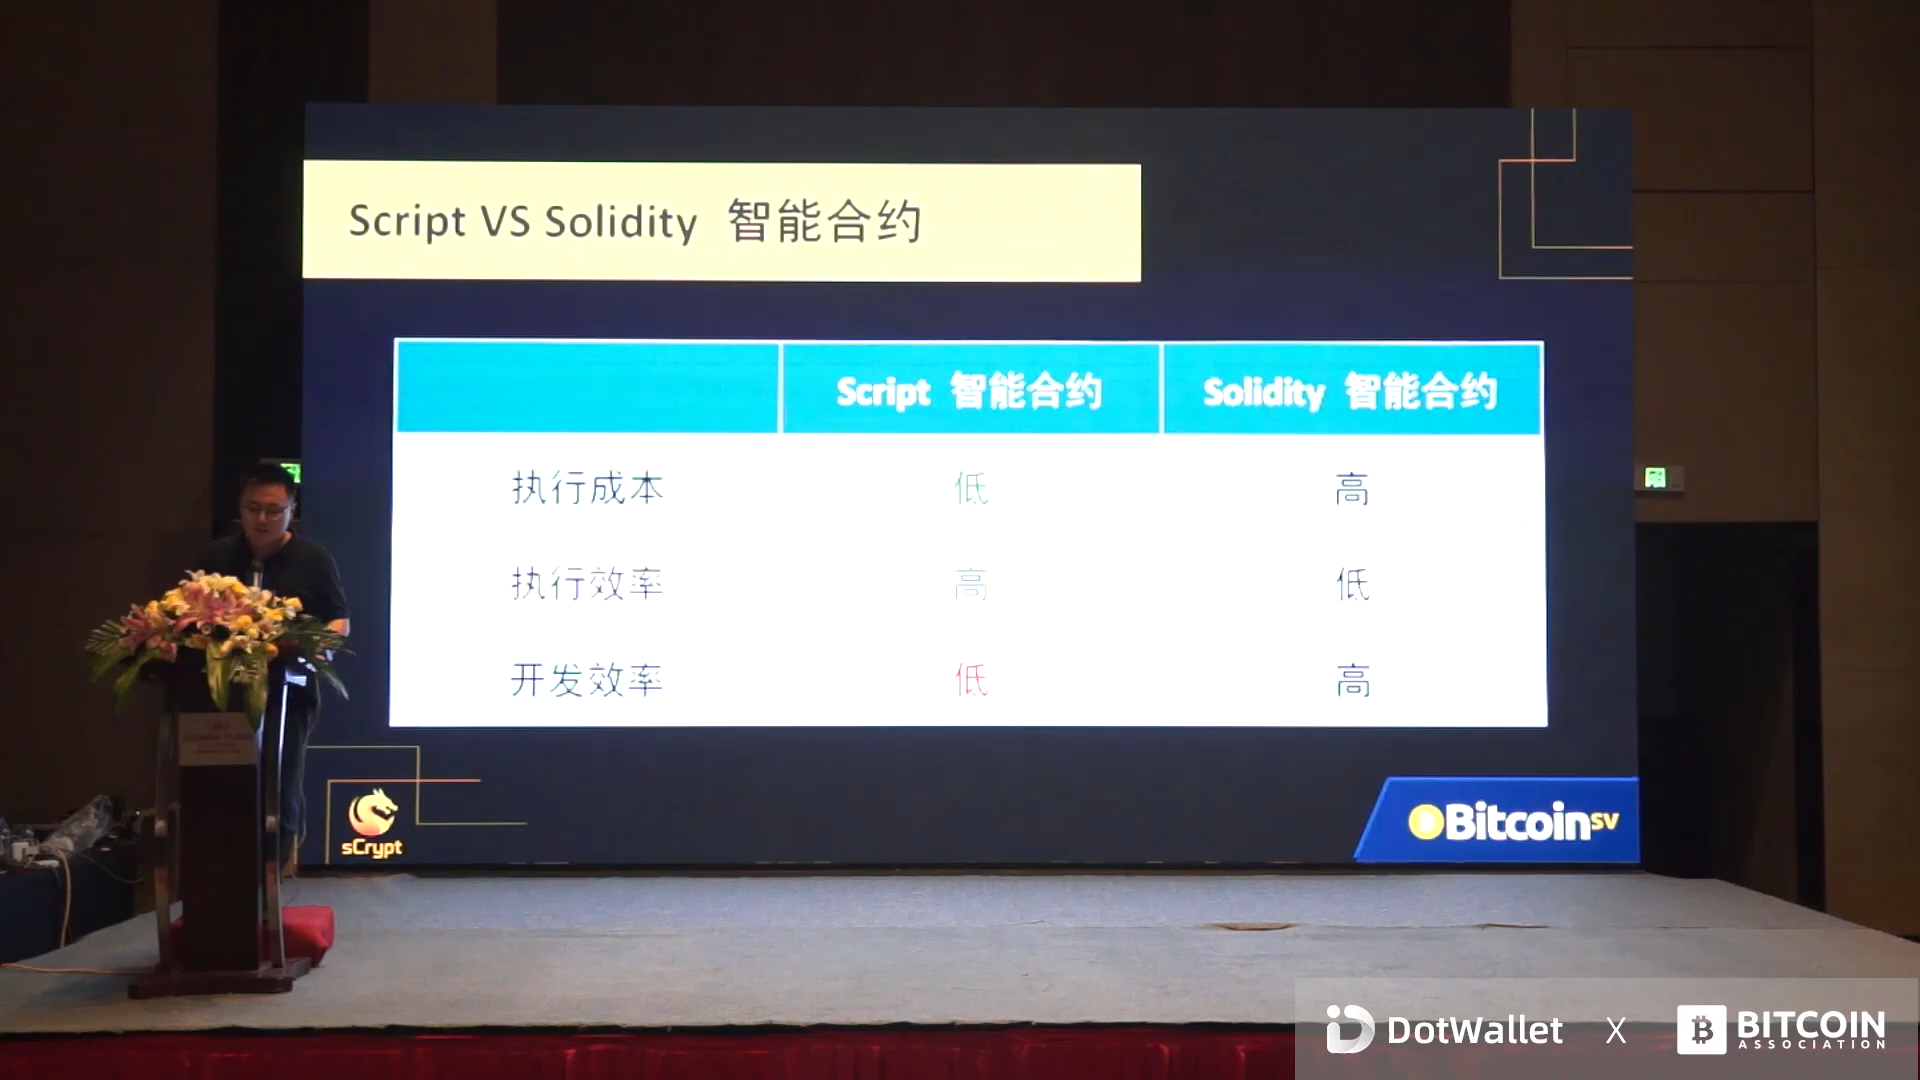 Script VS Solidity 智能合约
Script 智能合约 Solidity 智能合约
执行成本 低 高
执行效率 高 低
开发效率 低 高
sCrypt
Bitcoin SV
DotWallet X BITCOIN ASSOCIATION